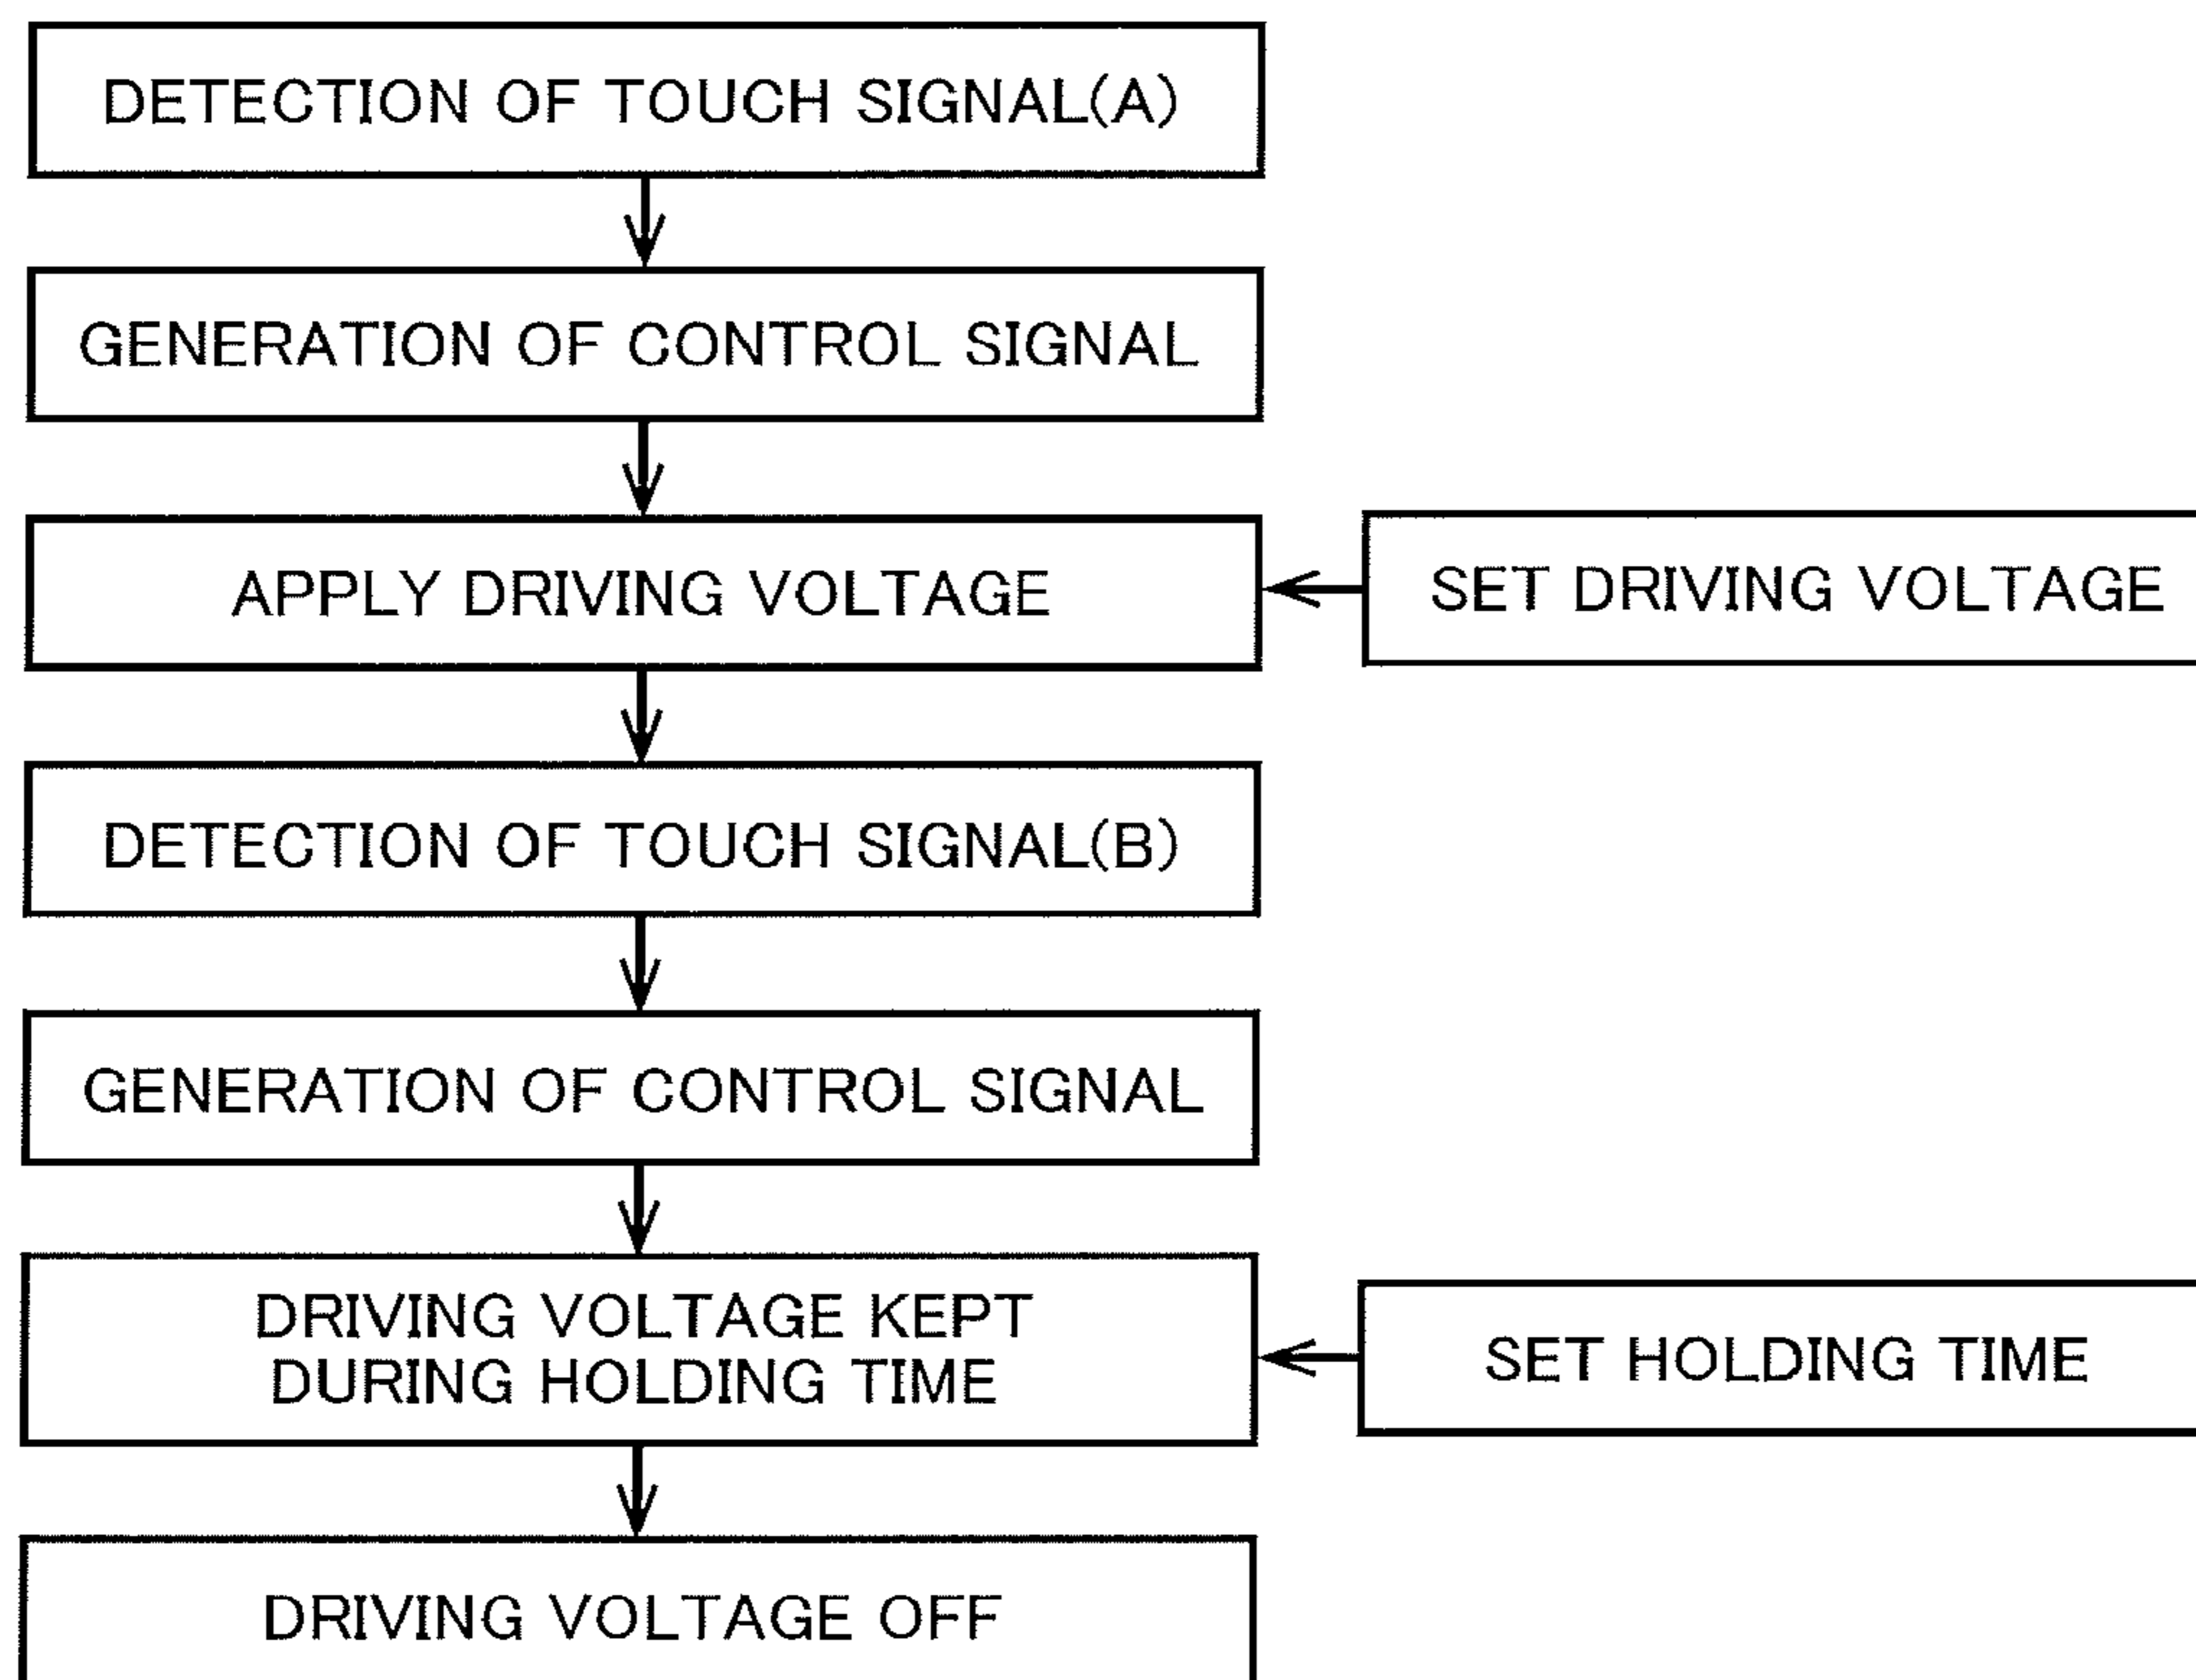 DETECTION OF TOUCH SIGNAL(A)
GENERATION OF CONTROL SIGNAL
APPLY DRIVING VOLTAGE
SET DRIVING VOLTAGE
DETECTION OF TOUCH SIGNAL(B)
GENERATION OF CONTROL SIGNAL
DRIVING VOLTAGE KEPT
DURING HOLDING TIME
SET HOLDING TIME
DRIVING VOLTAGE OFF